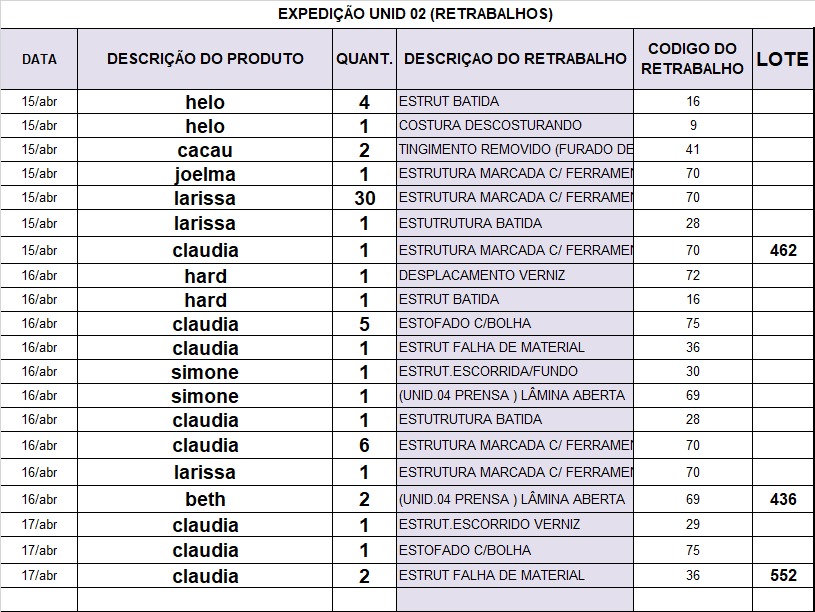 EXPEDIÇÃO UNID 02 (RETRABALHOS)
DATA DESCRIÇÃO DO PRODUTO QUANT. DESCRIÇAO DO RETRABALHO CODIGO DO RETRABALHO LOTE
15/abr helo 4 ESTRUT BATIDA 16
15/abr helo 1 COSTURA DESCOSTURANDO 9
15/abr cacau 2 TINGIMENTO REMOVIDO (FURADO DE 41
15/abr joelma 1 ESTRUTURA MARCADA C/ FERRAMEN 70
15/abr larissa 30 ESTRUTURA MARCADA C/ FERRAMEN 70
15/abr larissa 1 ESTUTRUTURA BATIDA 28
15/abr claudia 1 ESTRUTURA MARCADA C/ FERRAMEN 70 462
16/abr hard 1 DESPLACAMENTO VERNIZ 72
16/abr hard 1 ESTRUT BATIDA 16
16/abr claudia 5 ESTOFADO C/BOLHA 75
16/abr claudia 1 ESTRUT FALHA DE MATERIAL 36
16/abr simone 1 ESTRUT.ESCORRIDA/FUNDO 30
16/abr simone 1 (UNID.04 PRENSA ) LÂMINA ABERTA 69
16/abr claudia 1 ESTUTRUTURA BATIDA 28
16/abr claudia 6 ESTRUTURA MARCADA C/ FERRAMEN 70
16/abr larissa 1 ESTRUTURA MARCADA C/ FERRAMEN 70
16/abr beth 2 (UNID.04 PRENSA ) LÂMINA ABERTA 69 436
17/abr claudia 1 ESTRUT.ESCORRIDO VERNIZ 29
17/abr claudia 1 ESTOFADO C/BOLHA 75
17/abr claudia 2 ESTRUT FALHA DE MATERIAL 36 552